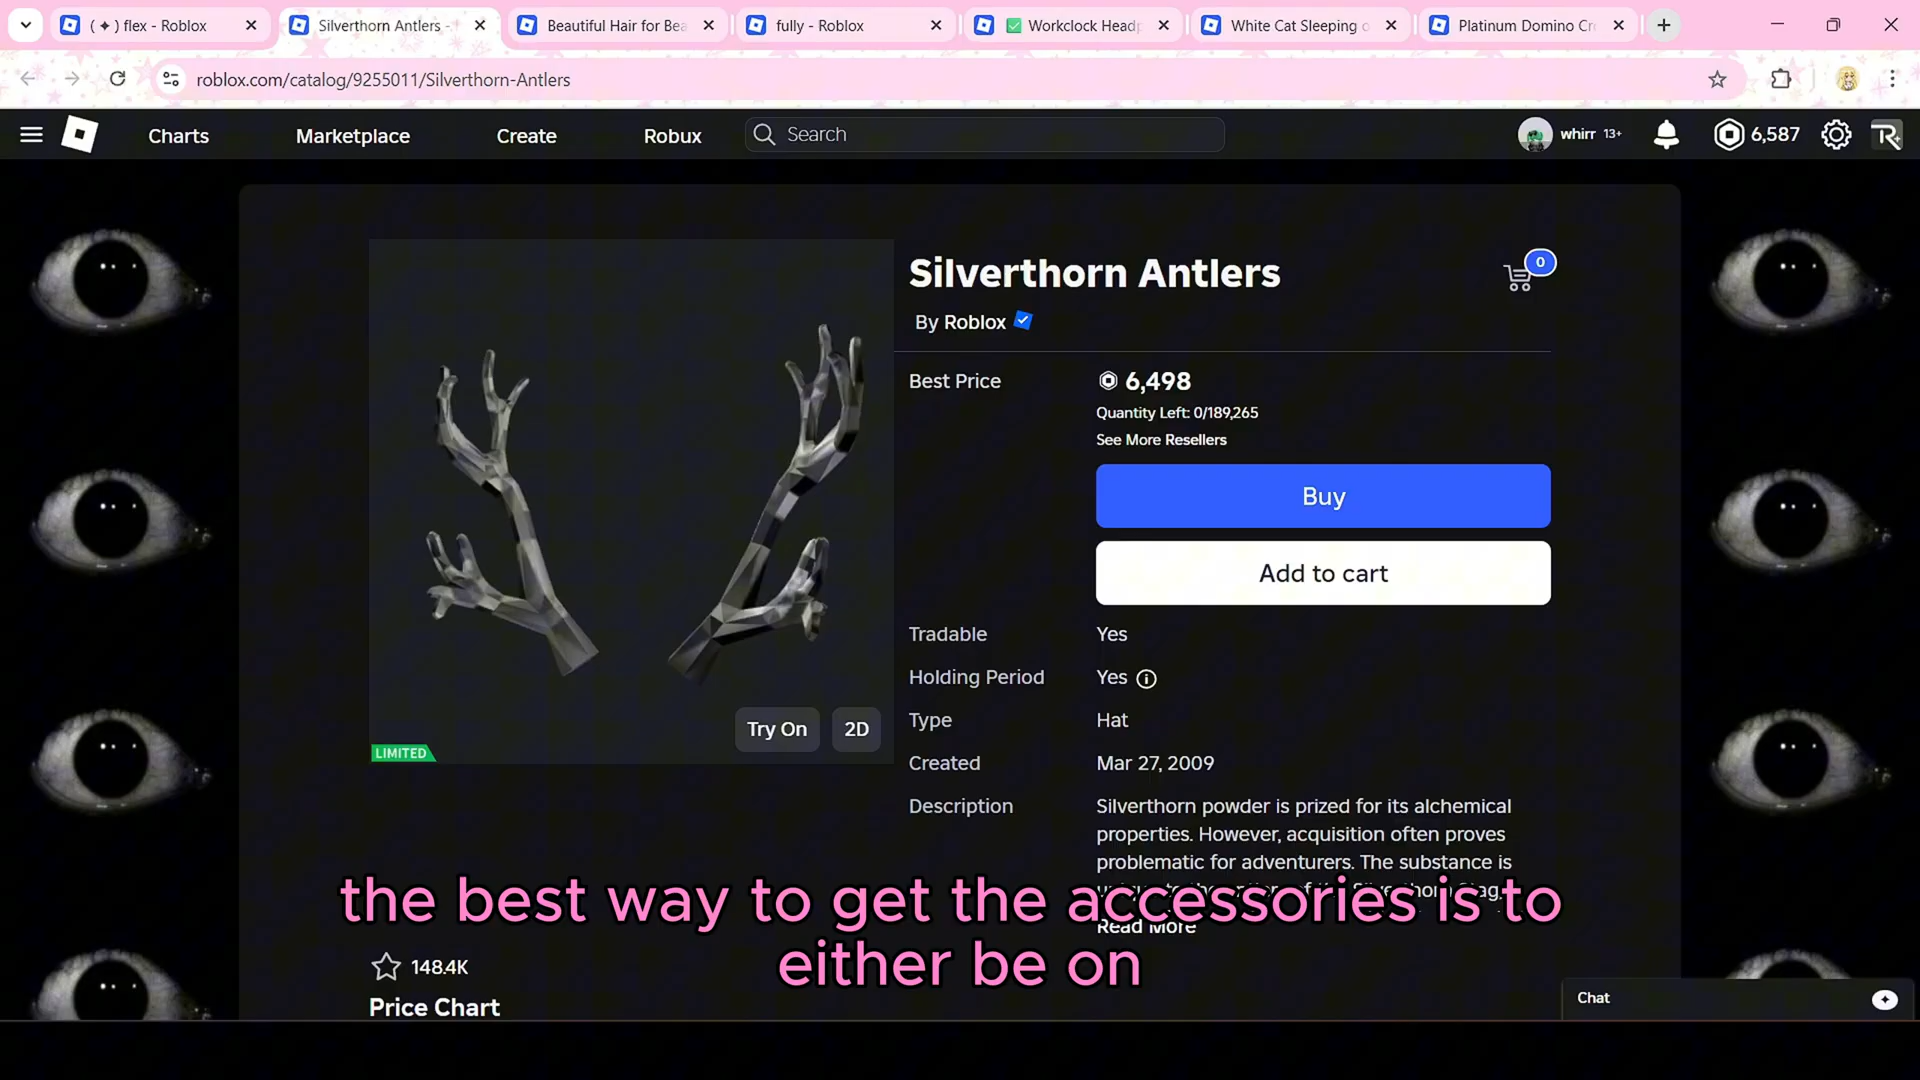 ( ✦ ) flex - Roblox
Silverthorn Antlers -
Beautiful Hair for Bea
fully - Roblox
✅ Workclock Headp
White Cat Sleeping o
Platinum Domino Cr
roblox.com/catalog/9255011/Silverthorn-Antlers
Charts
Marketplace
Create
Robux
Search
whirr 13+
6,587
Silverthorn Antlers
0
By Roblox
Best Price
6,498
Quantity Left: 0/189,265
See More Resellers
Buy
Add to cart
Tradable
Yes
Holding Period
Yes
Type
Hat
Created
Mar 27, 2009
Description
Silverthorn powder is prized for its alchemical
properties. However, acquisition often proves
problematic for adventurers. The substance is
Read More
Try On
2D
LIMITED
the best way to get the accessories is to
either be on
148.4K
Price Chart
Chat